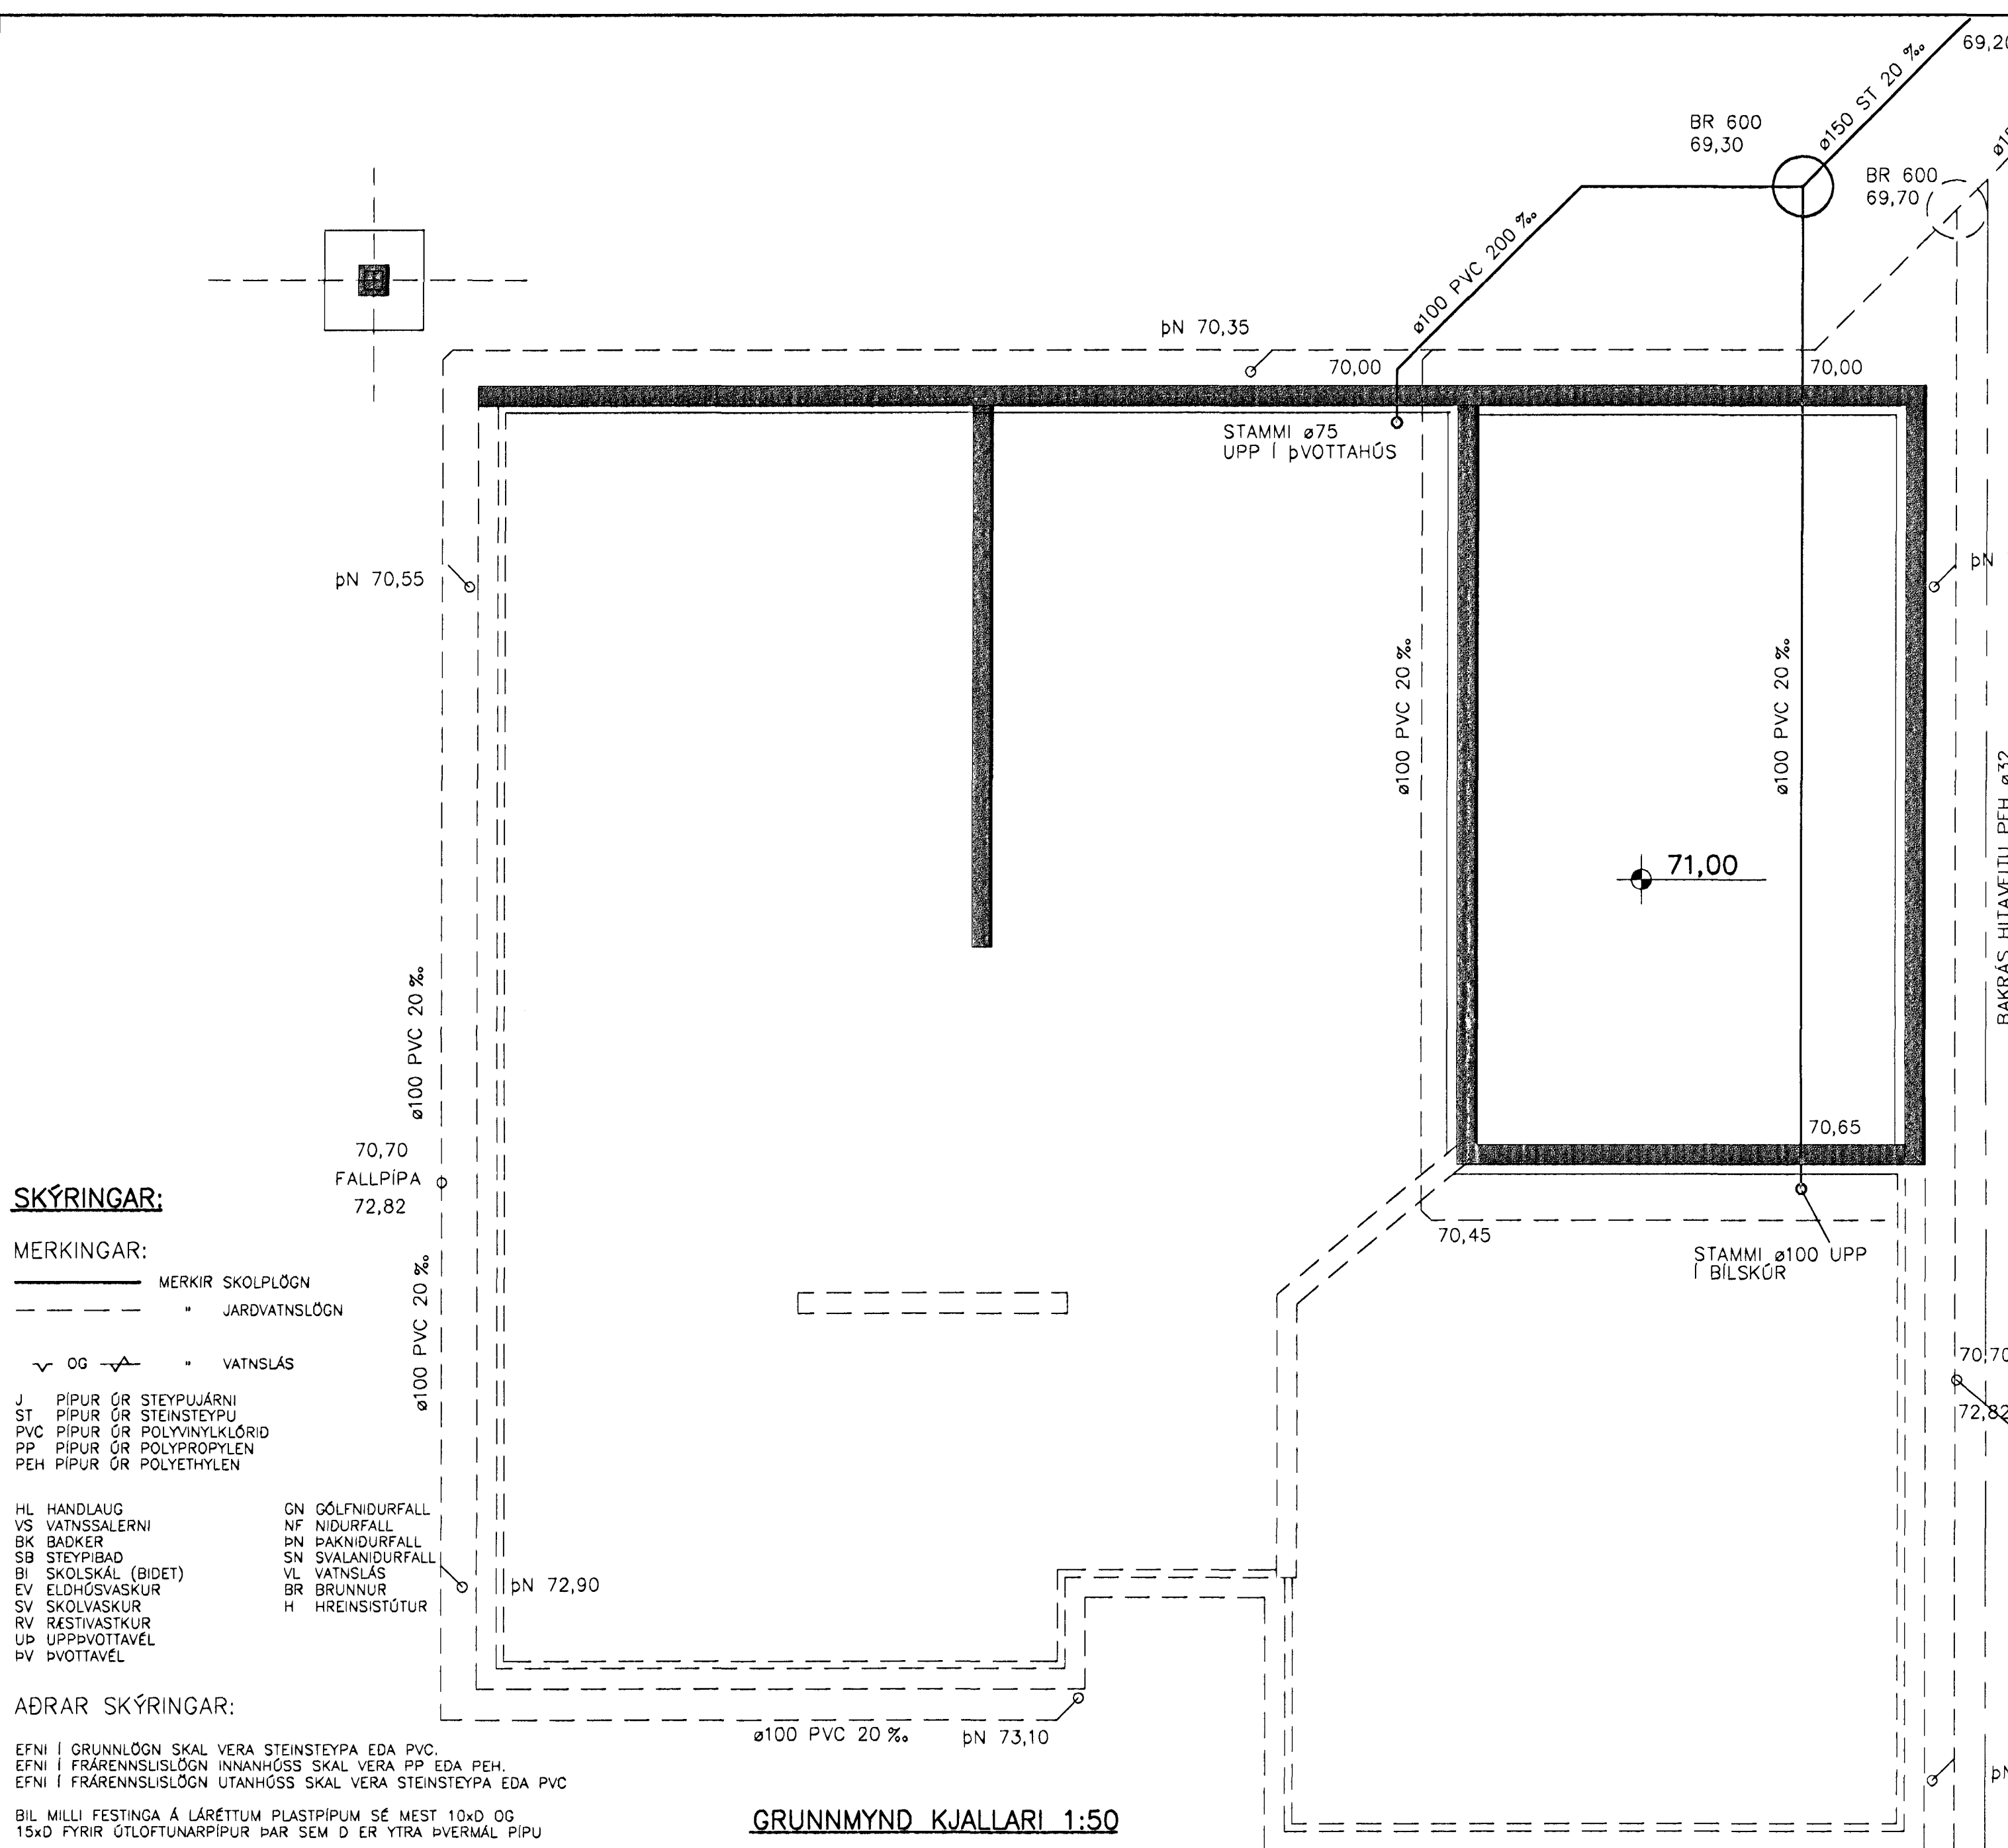 69,20
ø150 ST 20 ‰
BR 600
69,30
BR 600
69,70
ø100 PVC 200 ‰
þN 70,35
70,00
70,00
STAMMI ø75
UPP Í þVOTTAHÚS
þN 70,55
þN
ø100 PVC 20 ‰
ø100 PVC 20 ‰
BAKRÁS HITAVEITU PEH ø32
71,00
ø100 PVC 20 ‰
70,65
70,70
FALLPÍPA
72,82
70,45
STAMMI ø100 UPP
Í BÍLSKÚR
ø100 PVC 20 ‰
70,70
72,82
þN 72,90
ø100 PVC 20 ‰
þN 73,10
þN
SKÝRINGAR:
MERKINGAR:
MERKIR SKOLPLÖGN
" JARÐVATNSLÖGN
OG " VATNSLÁS
J PÍPUR ÚR STEYPUJÁRNI
ST PÍPUR ÚR STEINSTEYPU
PVC PÍPUR ÚR POLYVINYLKLÓRIÐ
PP PÍPUR ÚR POLYPROPYLEN
PEH PÍPUR ÚR POLYETHYLEN
HL HANDLAUG
VS VATNSSALERNI
BK BAÐKER
SB STEYPIBAÐ
BI SKOLSKÁL (BIDET)
EV ELDHÚSVASKUR
SV SKOLVASKUR
RV RÆSTIVASTKUR
UÞ UPPÞVOTTAVÉL
ÞV ÞVOTTAVÉL
GN GÓLFNIÐURFALL
NF NIÐURFALL
ÞN ÞAKNIÐURFALL
SN SVALANIÐURFALL
VL VATNSLÁS
BR BRUNNUR
H HREINSISTÚTUR
AÐRAR SKÝRINGAR:
EFNI Í GRUNNLÖGN SKAL VERA STEINSTEYPA EÐA PVC.
EFNI Í FRÁRENNSLISLÖGN INNANHÚSS SKAL VERA PP EÐA PEH.
EFNI Í FRÁRENNSLISLÖGN UTANHÚSS SKAL VERA STEINSTEYPA EÐA PVC
BIL MILLI FESTINGA Á LÁRÉTTUM PLASTPÍPUM SÉ MEST 10xD OG
15xD FYRIR ÚTLOFTUNARPÍPUR ÞAR SEM D ER YTRA ÞVERMÁL PÍPU
GRUNNMYND KJALLARI 1:50